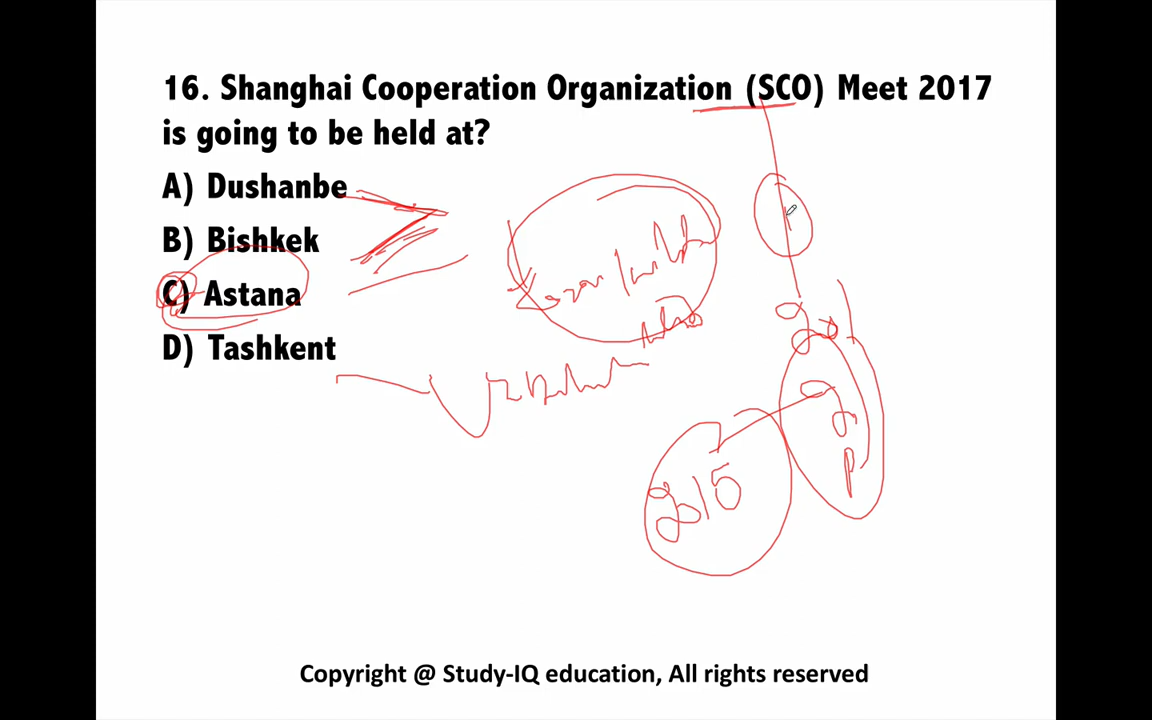 16. Shanghai Cooperation Organization (SCO) Meet 2017
is going to be held at?
A) Dushanbe
B) Bishkek
C) Astana
D) Tashkent
2015
Copyright @ Study-IQ education, All rights reserved